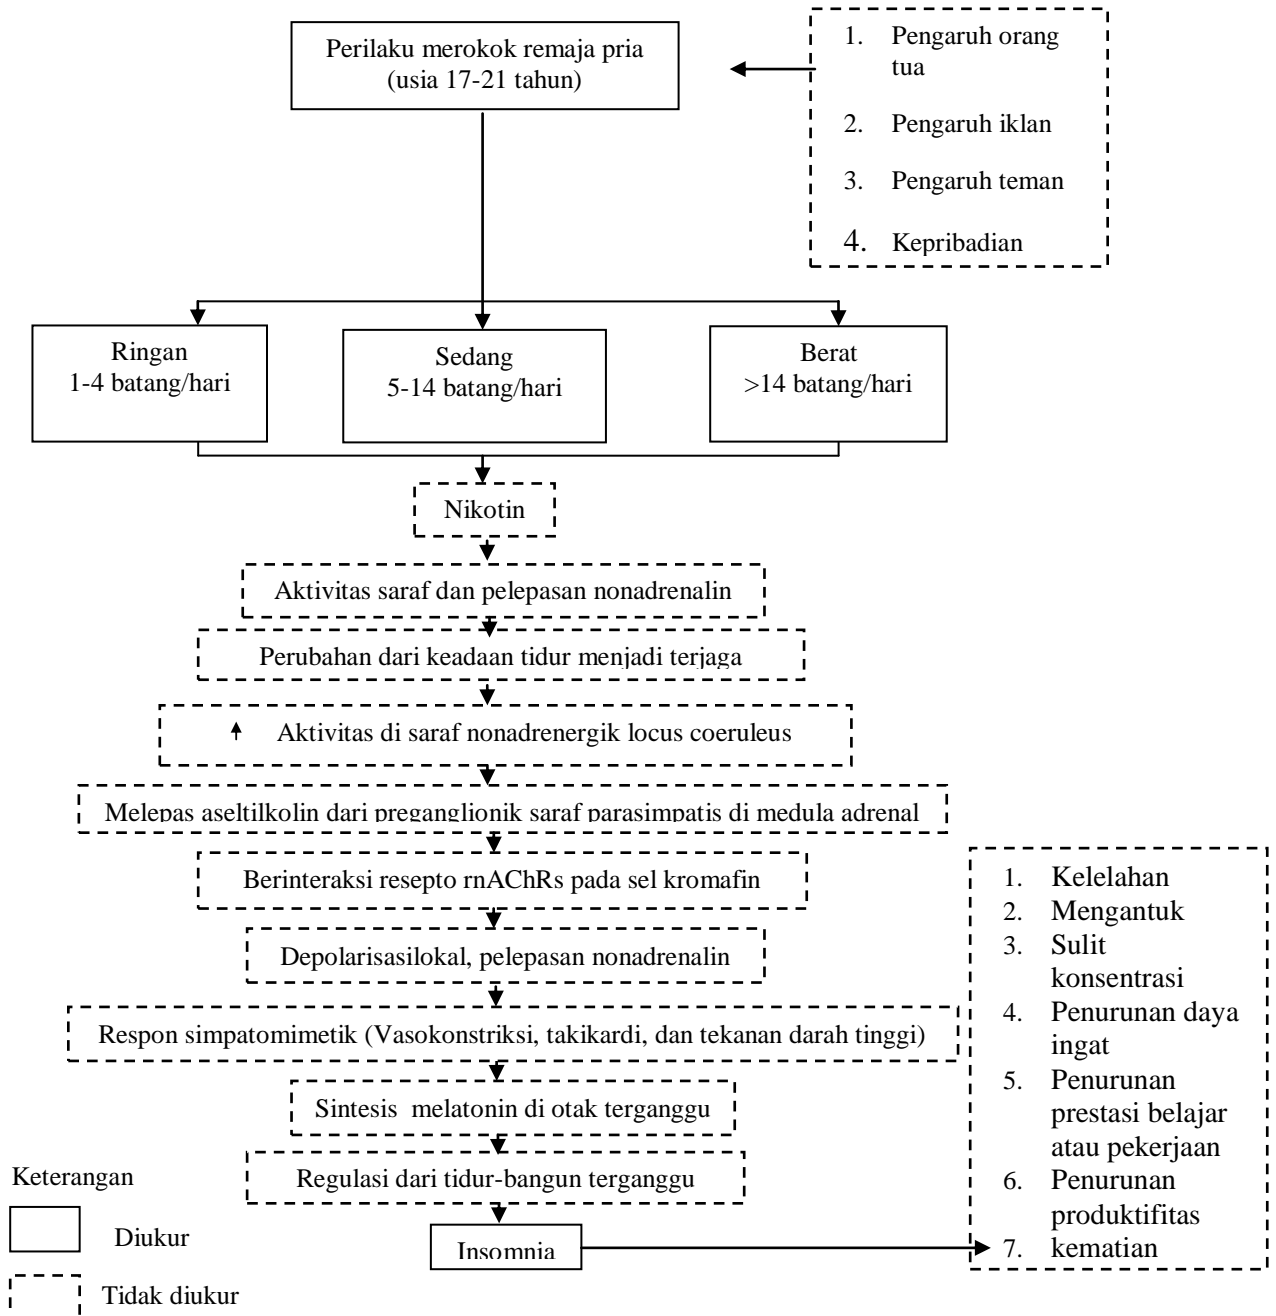 Perilaku merokok remaja pria
(usia 17-21 tahun)
1. Pengaruh orang
tua
2. Pengaruh iklan
3. Pengaruh teman
4. Kepribadian
Ringan
1-4 batang/hari
Sedang
5-14 batang/hari
Berat
>14 batang/hari
Nikotin
Aktivitas saraf dan pelepasan nonadrenalin
Perubahan dari keadaan tidur menjadi terjaga
Aktivitas di saraf nonadrenergik locus coeruleus
Melepas aseltilkolin dari preganglionik saraf parasimpatis di medula adrenal
Berinteraksi resepto rnAChRs pada sel kromafin
Depolarisasilokal, pelepasan nonadrenalin
Respon simpatomimetik (Vasokonstriksi, takikardi, dan tekanan darah tinggi)
Sintesis melatonin di otak terganggu
Regulasi dari tidur-bangun terganggu
Insomnia
1. Kelelahan
2. Mengantuk
3. Sulit
konsentrasi
4. Penurunan daya
ingat
5. Penurunan
prestasi belajar
atau pekerjaan
6. Penurunan
produktifitas
7. kematian
Keterangan
Diukur
Tidak diukur